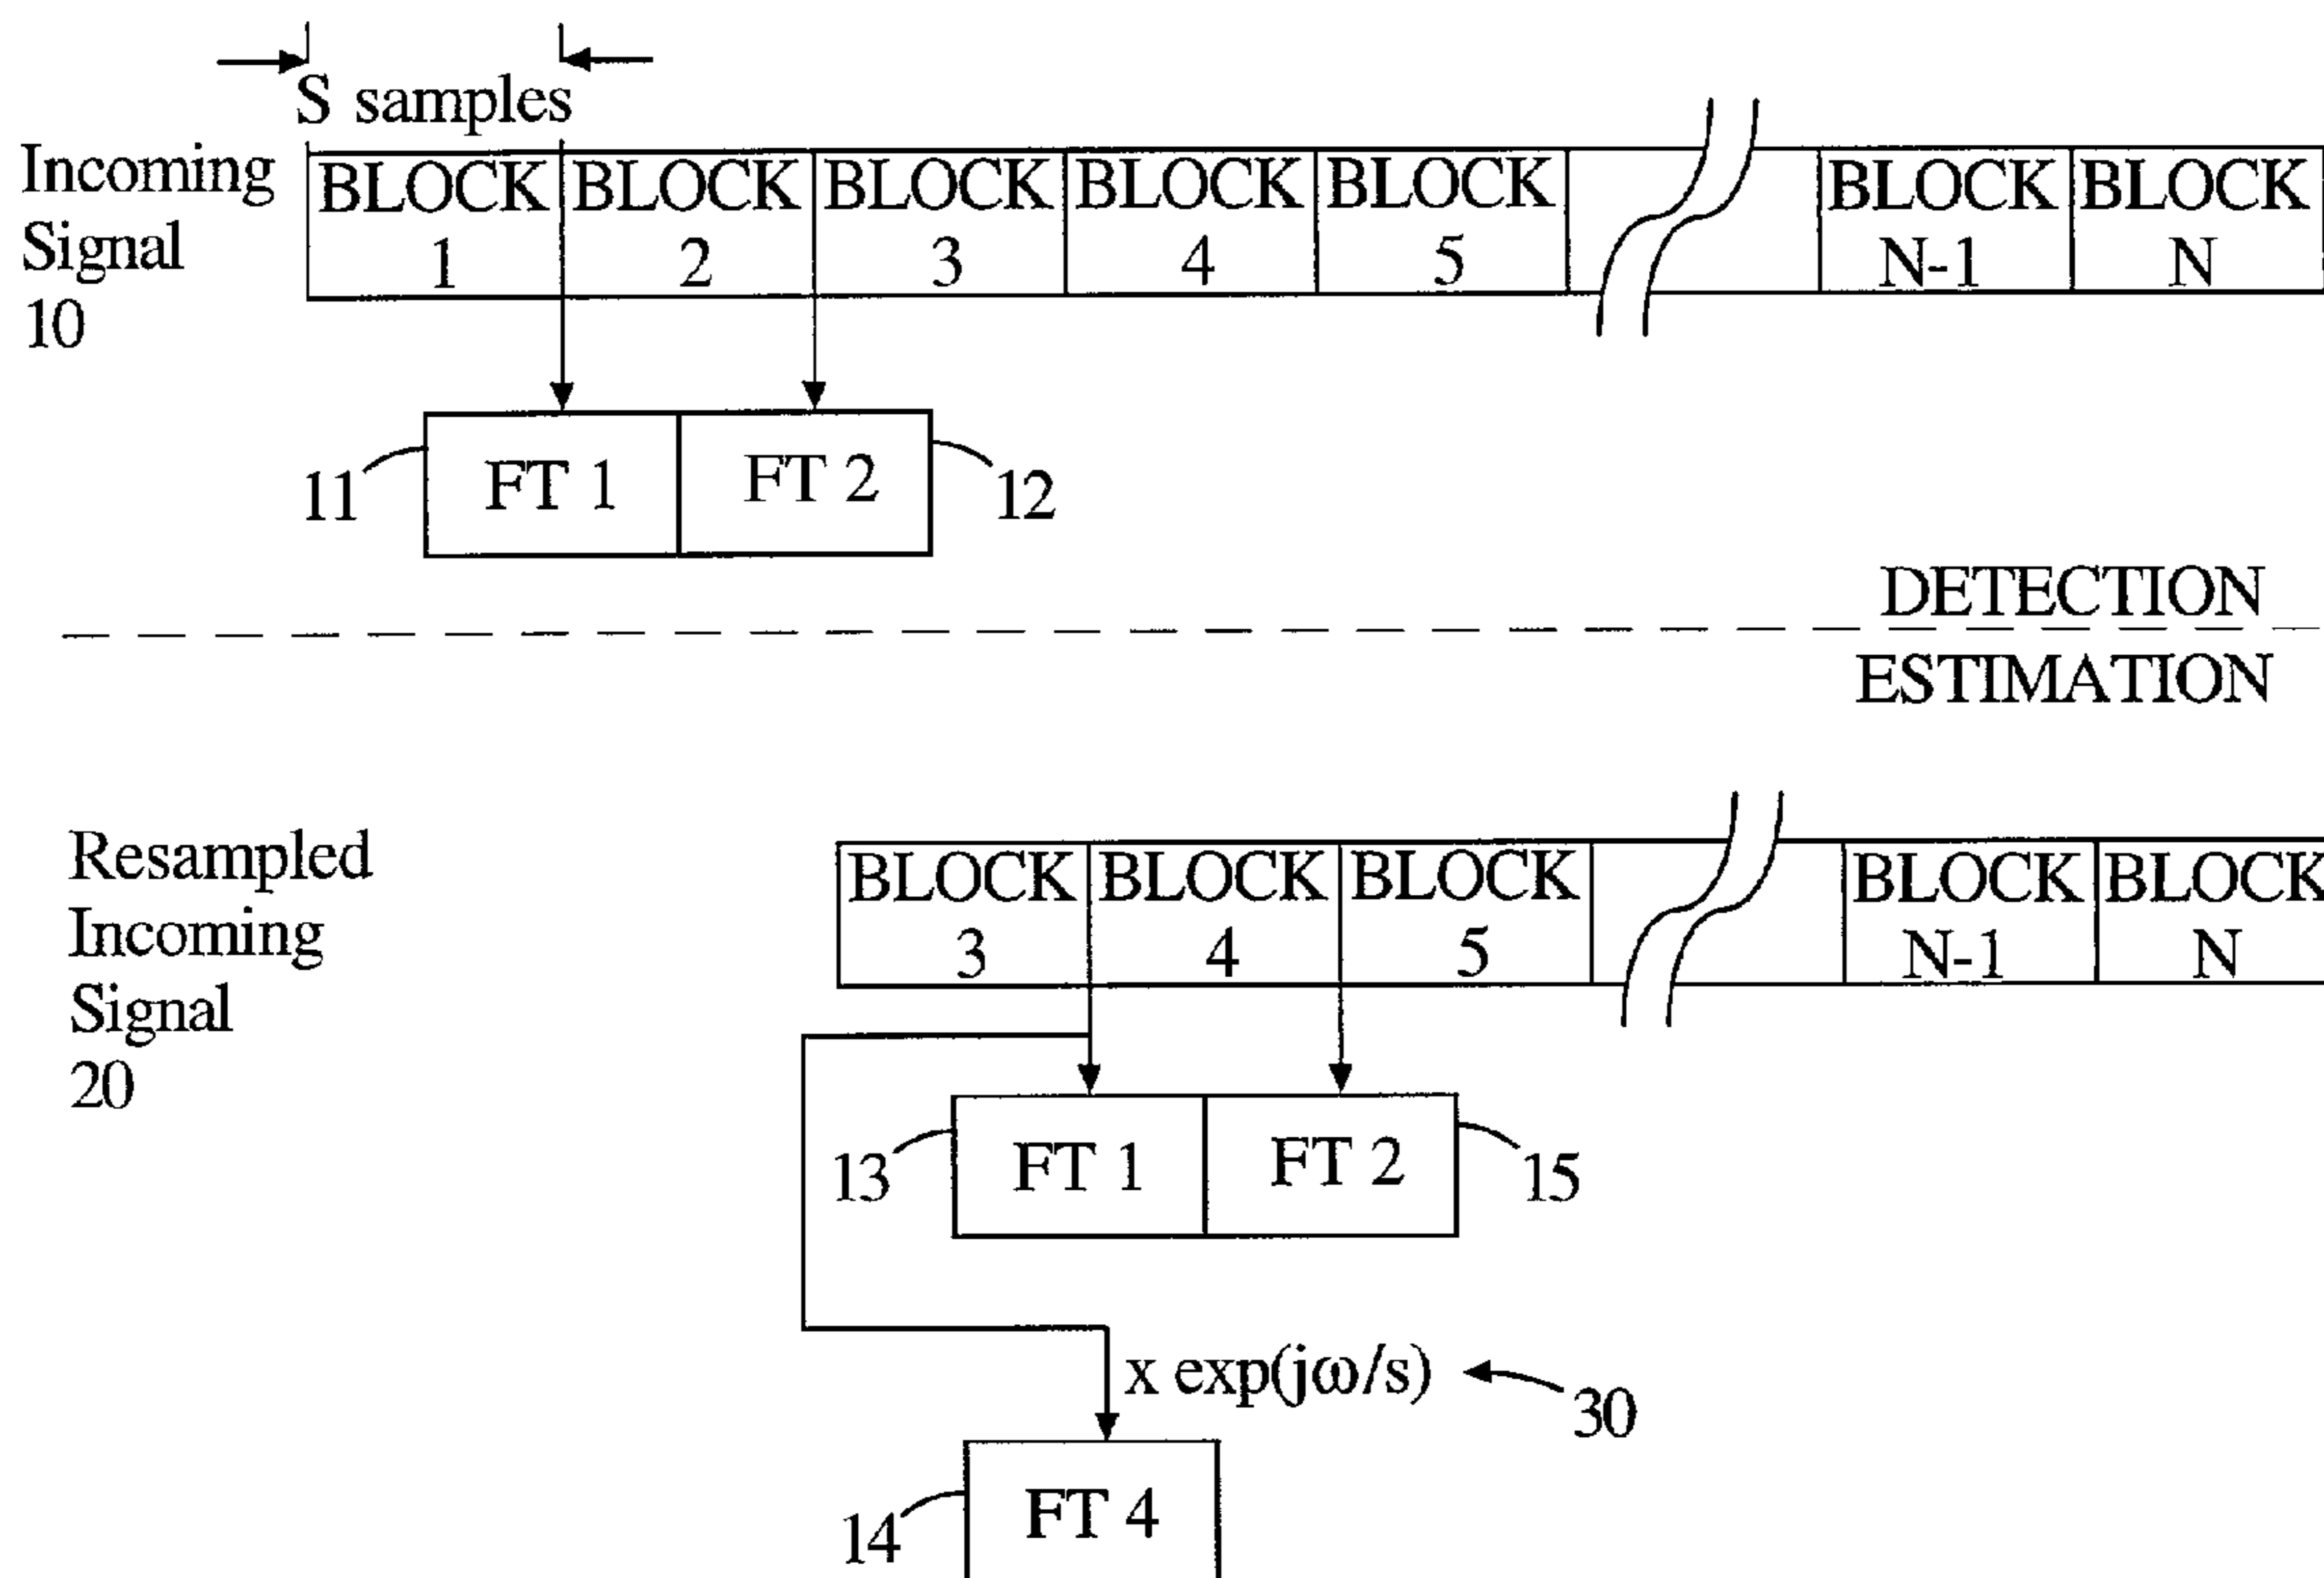 S samples
Incoming
Signal
10
BLOCK
1
BLOCK
2
BLOCK
3
BLOCK
4
BLOCK
5
BLOCK
N-1
BLOCK
N
11
FT 1
FT 2
12
DETECTION
ESTIMATION
Resampled
Incoming
Signal
20
BLOCK
3
BLOCK
4
BLOCK
5
BLOCK
N-1
BLOCK
N
13
FT 1
FT 2
15
x exp(jω/s)
30
14
FT 4